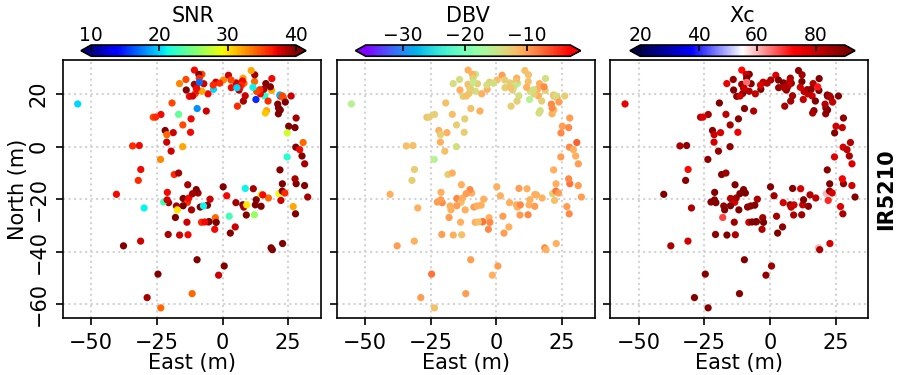 SNR DBV Xc
10 20 30 40 −30 −20 −10 20 40 60 80
North (m)
20
0
−20
−40
−60
IR5210
−50 −25 0 25 −50 −25 0 25 −50 −25 0 25
East (m) East (m) East (m)